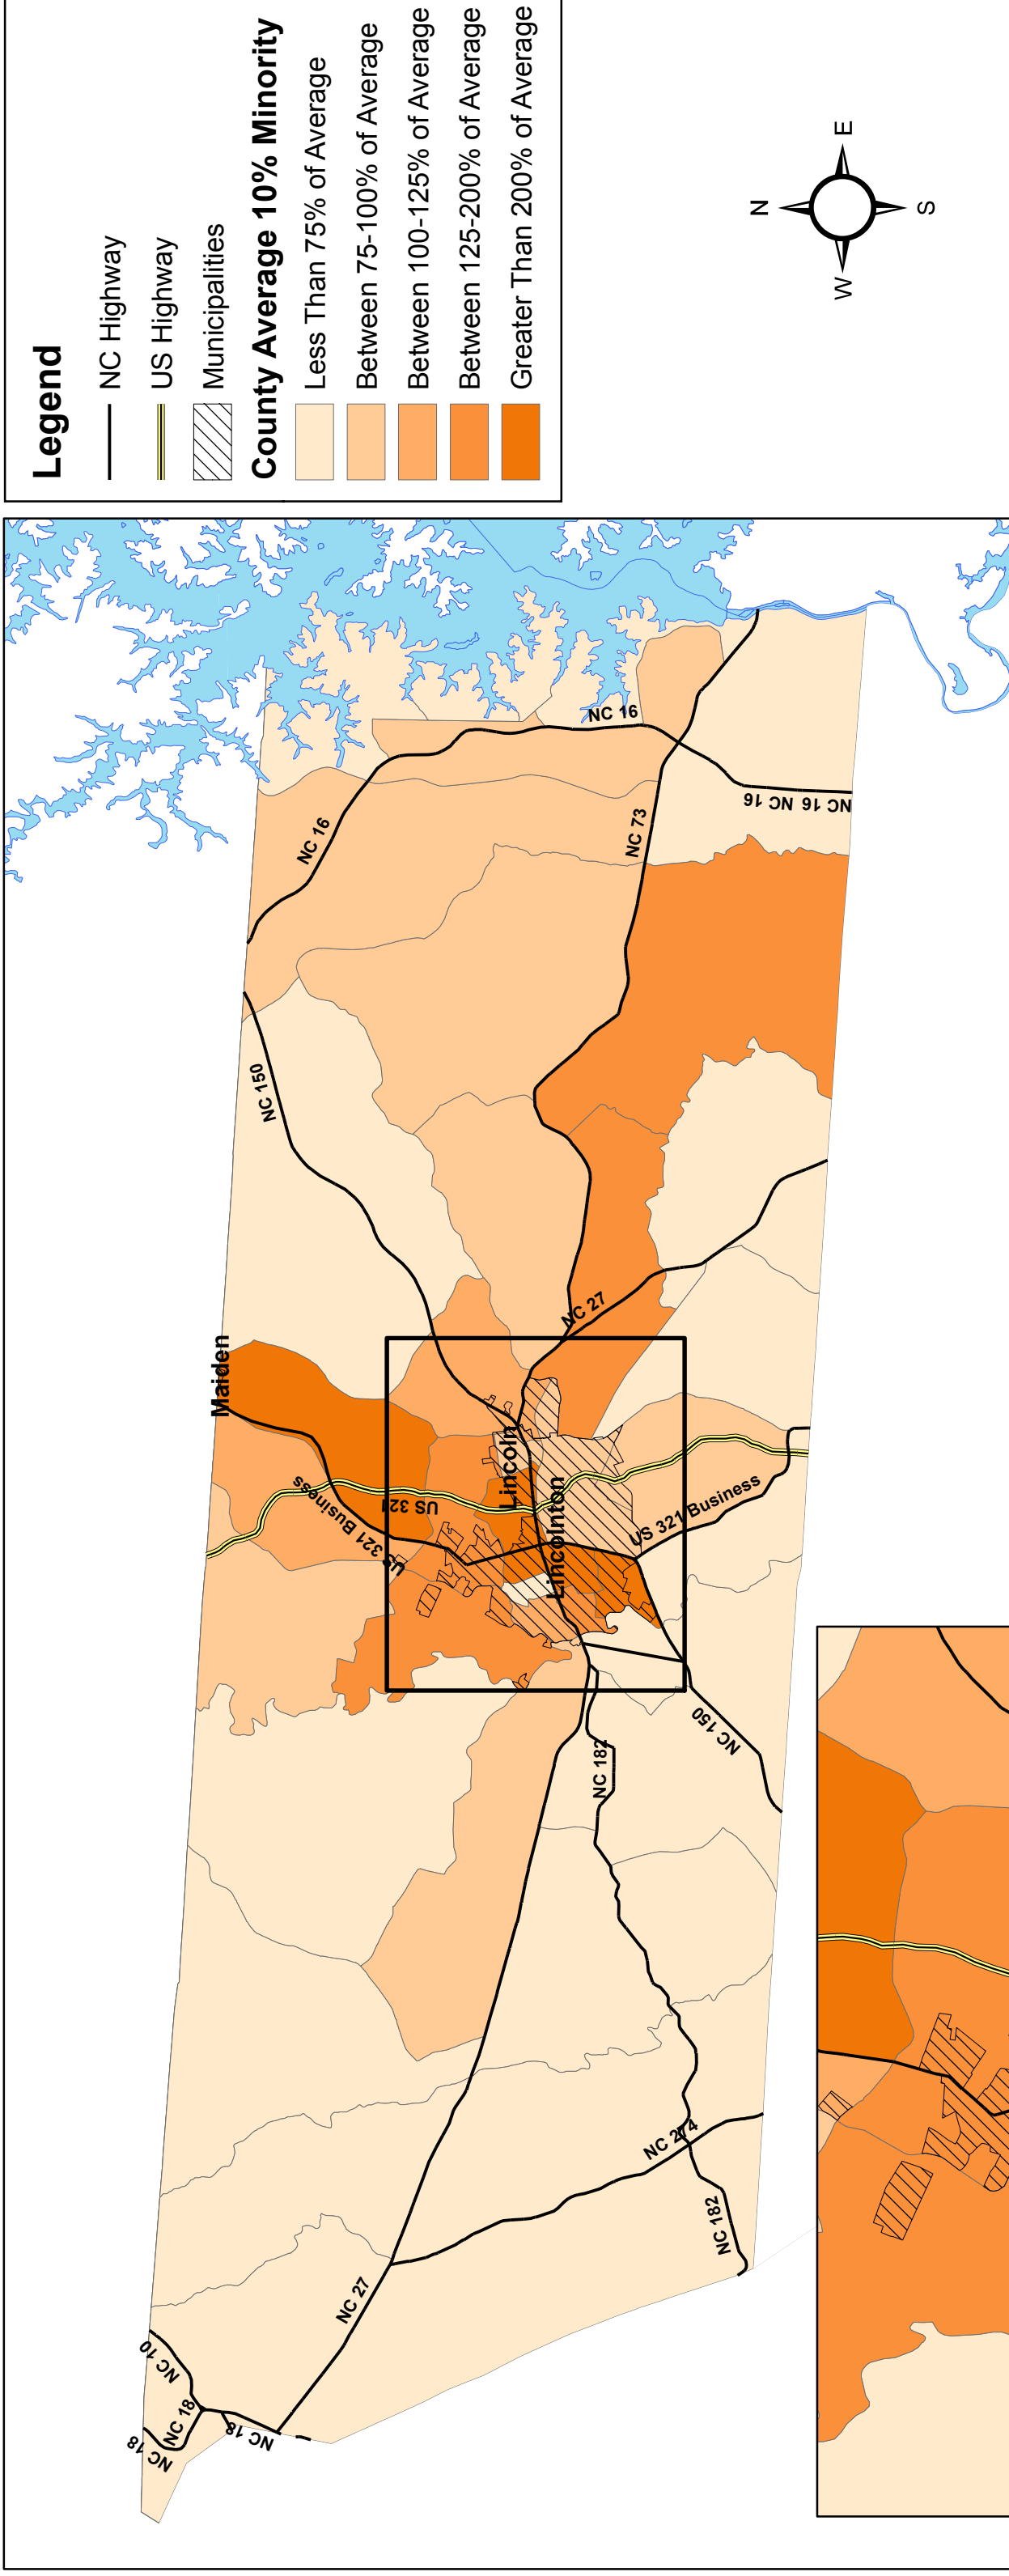 Legend
NC Highway
US Highway
Municipalities
County Average 10% Minority
Less Than 75% of Average
Between 75-100% of Average
Between 100-125% of Average
Between 125-200% of Average
Greater Than 200% of Average
N
W
E
S
NC 18
NC 10
NC 18
NC 18
NC 27
NC 274
NC 182
NC 182
NC 150
Maiden
US 321 Business
US 321
Lincoln
Lincolnton
US 321 Business
NC 27
NC 150
NC 16
NC 73
NC 16
NC 16
NC 16